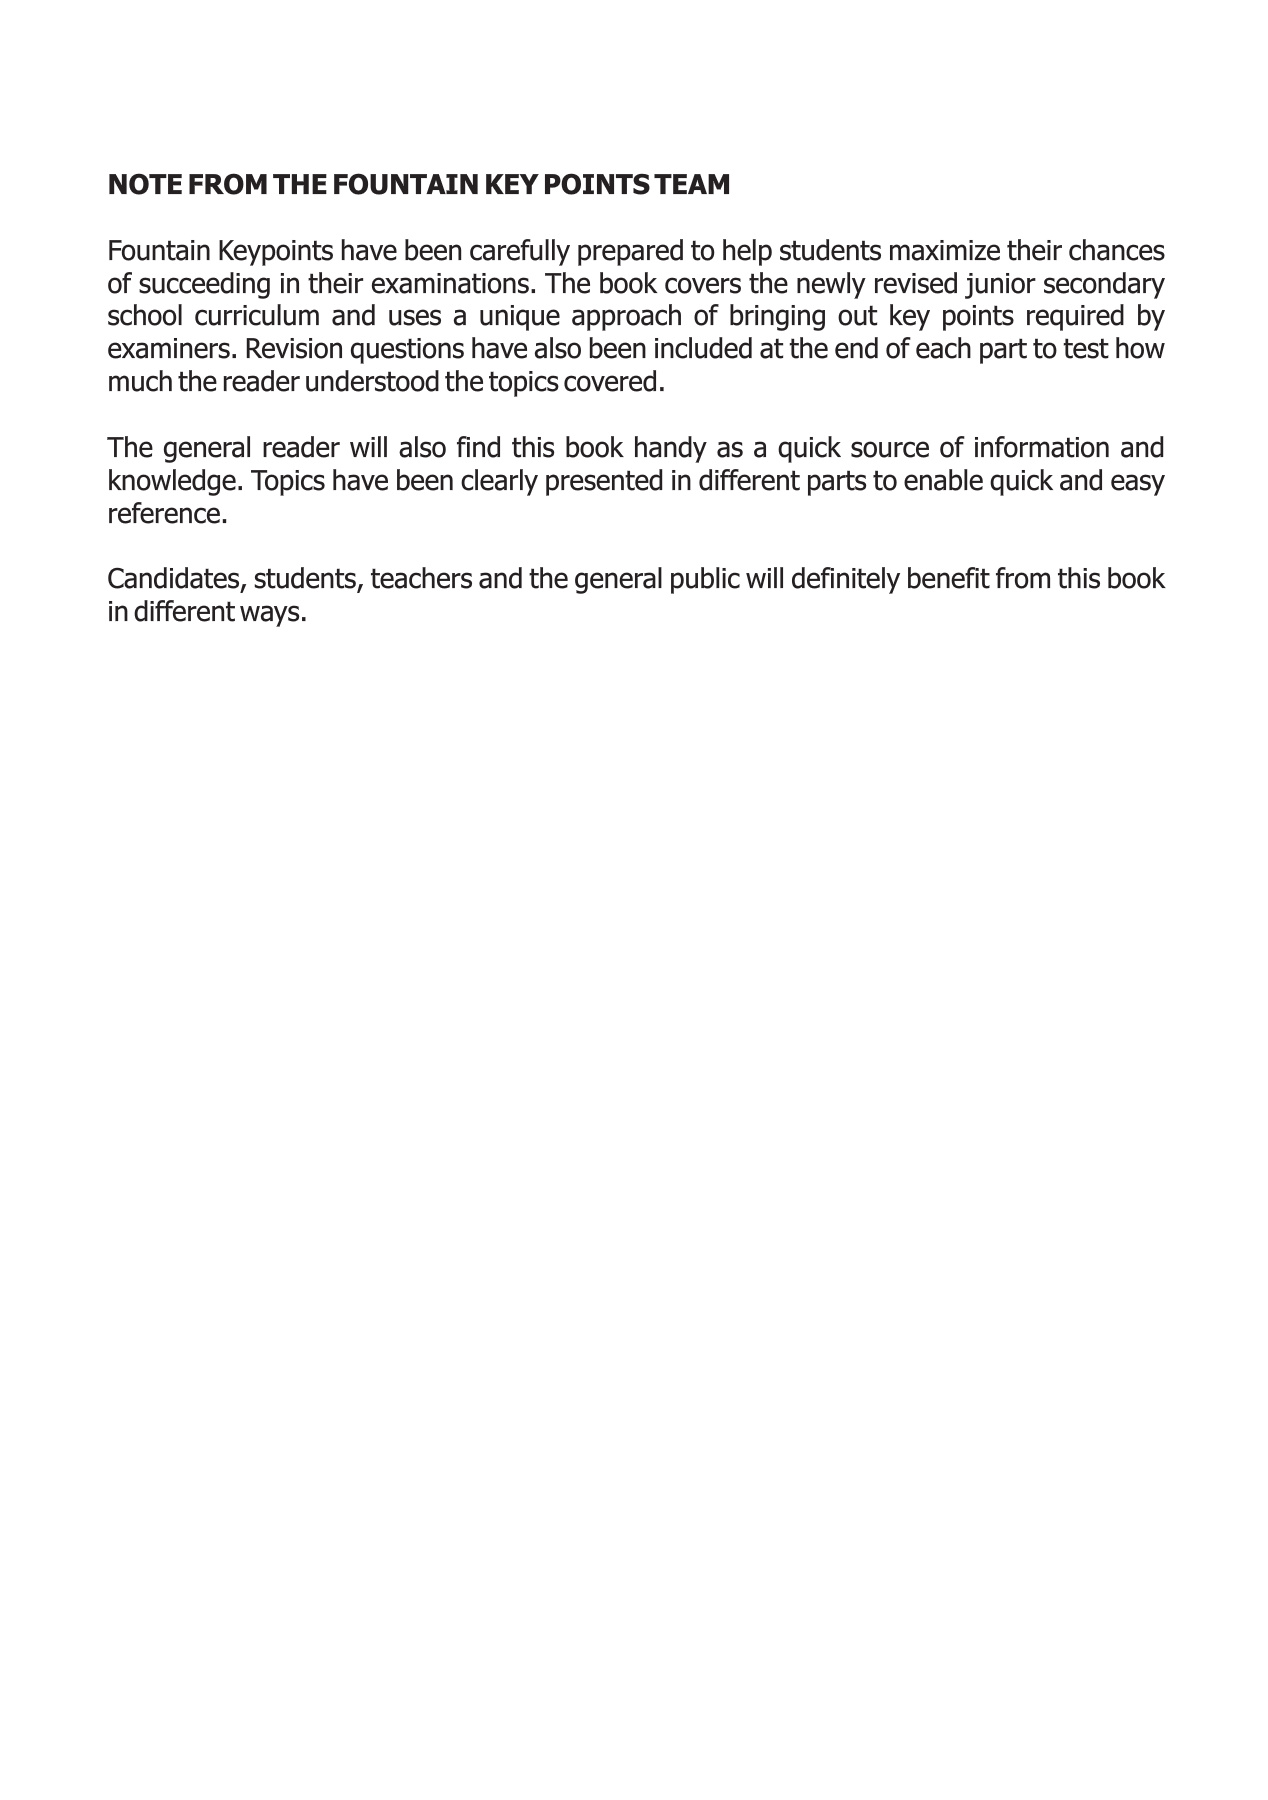 NOTE FROM THE FOUNTAIN KEY POINTS TEAM
Fountain Keypoints have been carefully prepared to help students maximize their chances
of succeeding in their examinations. The book covers the newly revised junior secondary
school curriculum and uses a unique approach of bringing out key points required by
examiners. Revision questions have also been included at the end of each part to test how
much the reader understood the topics covered.
The general reader will also find this book handy as a quick source of information and
knowledge. Topics have been clearly presented in different parts to enable quick and easy
reference.
Candidates, students, teachers and the general public will definitely benefit from this book
in different ways.